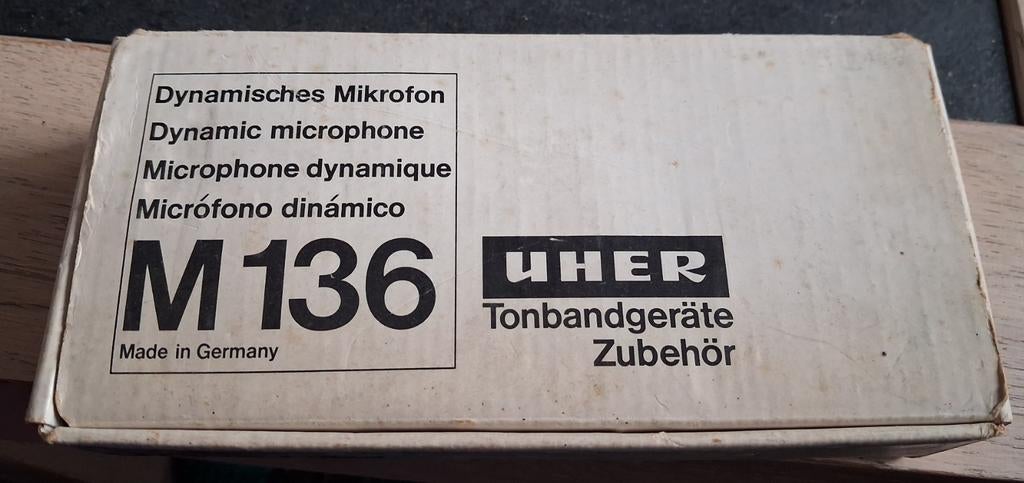 Dynamisches Mikrofon
Dynamic microphone
Microphone dynamique
Micrófono dinámico
M 136
Made in Germany
UHER
Tonbandgeräte
Zubehör